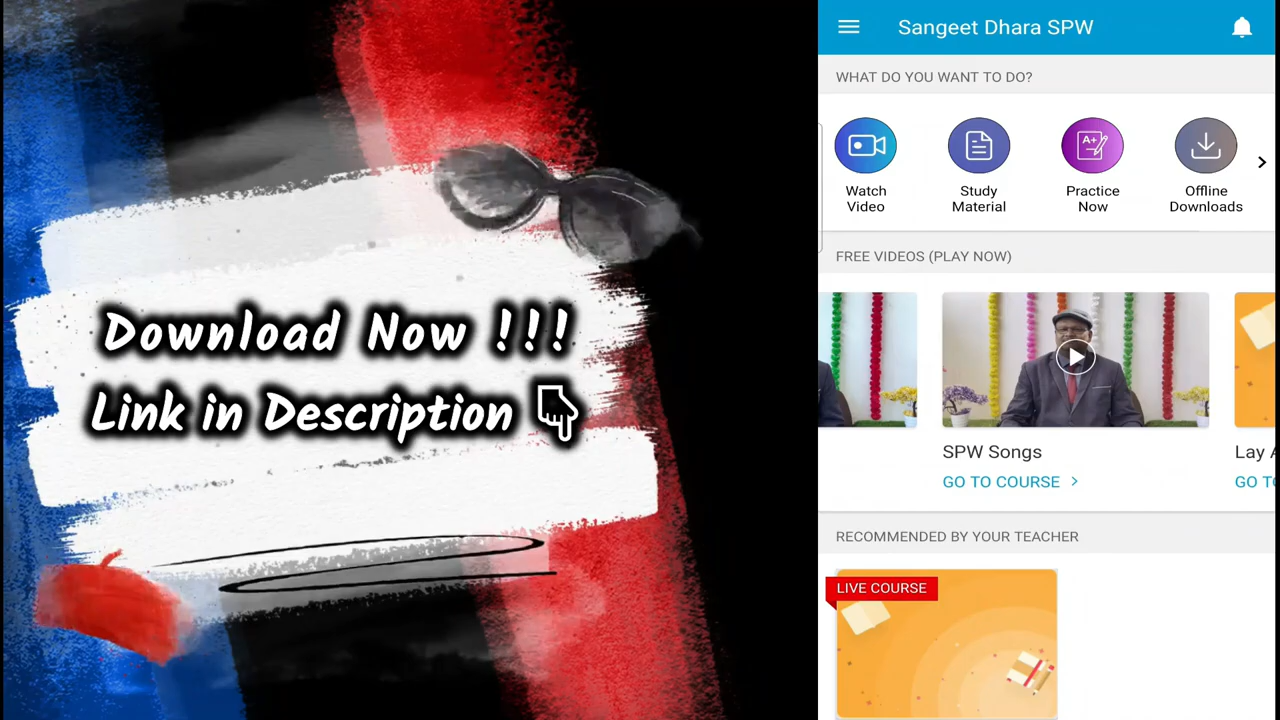 Download Now !!!
Link in Description
Sangeet Dhara SPW
WHAT DO YOU WANT TO DO?
Watch
Video
Study
Material
A+
Practice
Now
Offline
Downloads
FREE VIDEOS (PLAY NOW)
SPW Songs
Lay
GO TO COURSE
RECOMMENDED BY YOUR TEACHER
LIVE COURSE